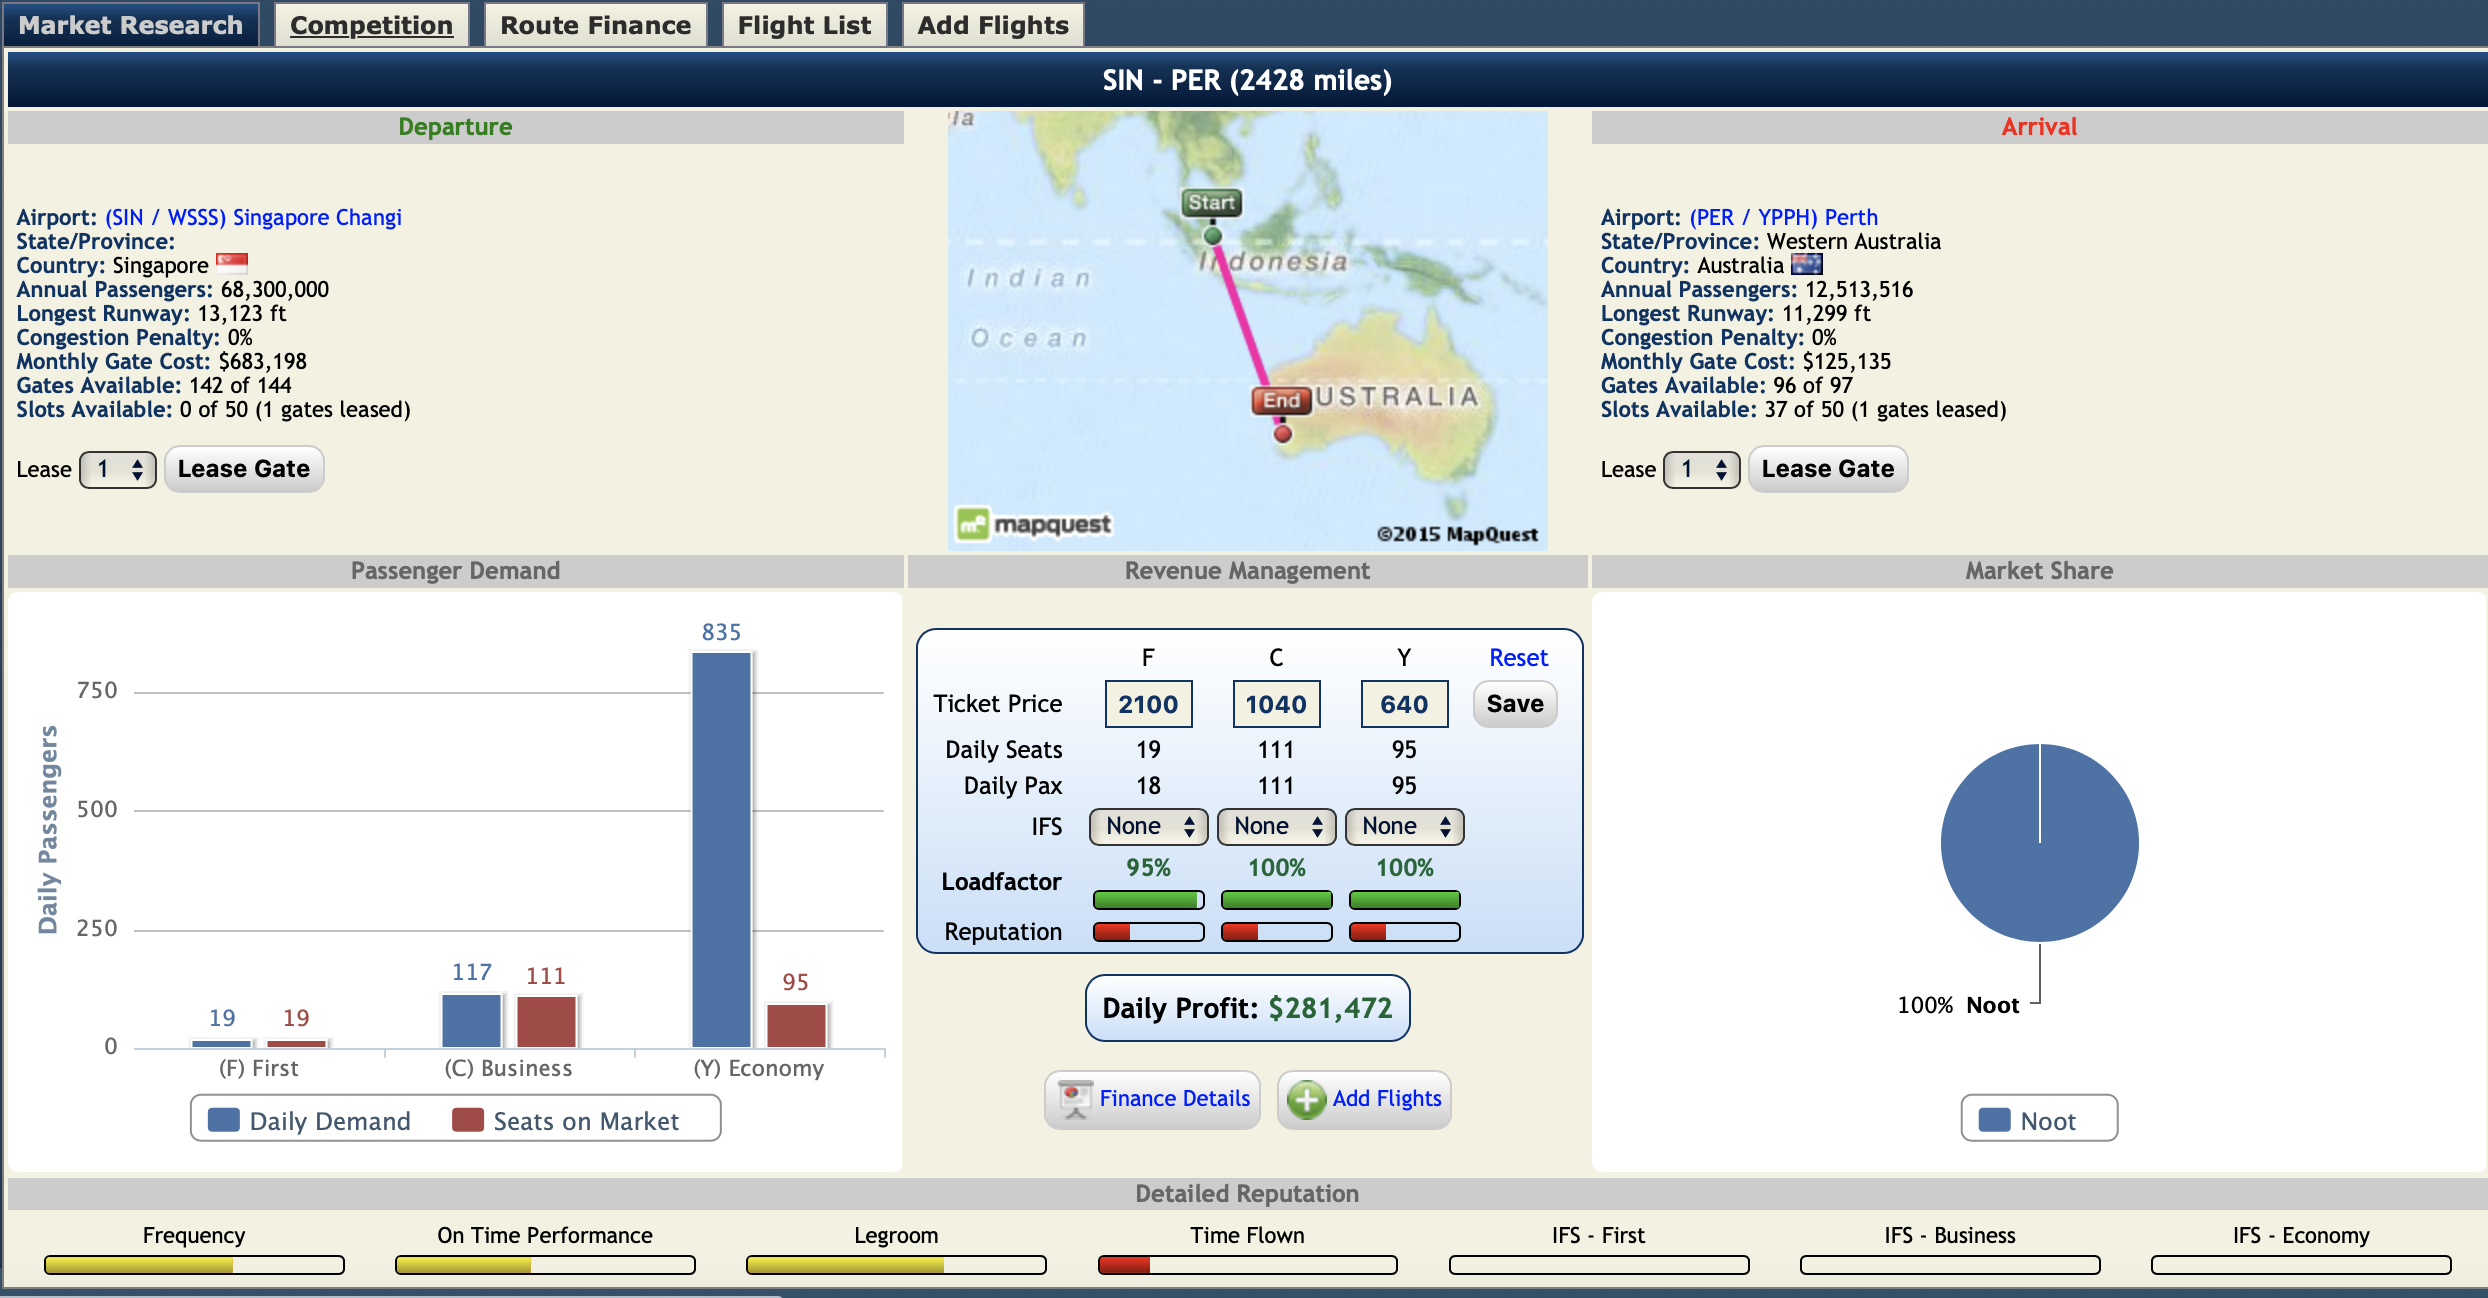 Market Research
Competition
Route Finance
Flight List
Add Flights
SIN - PER (2428 miles)
Departure
Airport: (SIN / WSSS) Singapore Changi
State/Province:
Country: Singapore
Annual Passengers: 68,300,000
Longest Runway: 13,123 ft
Congestion Penalty: 0%
Monthly Gate Cost: $683,198
Gates Available: 142 of 144
Slots Available: 0 of 50 (1 gates leased)
Lease 1 Lease Gate
la
Start
Indonesia
Indian
Ocean
End
USTRALIA
mapquest
©2015 MapQuest
Arrival
Airport: (PER / YPPH) Perth
State/Province: Western Australia
Country: Australia
Annual Passengers: 12,513,516
Longest Runway: 11,299 ft
Congestion Penalty: 0%
Monthly Gate Cost: $125,135
Gates Available: 96 of 97
Slots Available: 37 of 50 (1 gates leased)
Lease 1 Lease Gate
Passenger Demand
Daily Passengers
750
500
250
0
19
19
117
111
835
95
(F) First
(C) Business
(Y) Economy
Daily Demand
Seats on Market
Revenue Management
F C Y Reset
Ticket Price 2100 1040 640 Save
Daily Seats 19 111 95
Daily Pax 18 111 95
IFS None None None
95% 100% 100%
Loadfactor
Reputation
Daily Profit: $281,472
Finance Details
Add Flights
Market Share
100% Noot
Noot
Detailed Reputation
Frequency
On Time Performance
Legroom
Time Flown
IFS - First
IFS - Business
IFS - Economy